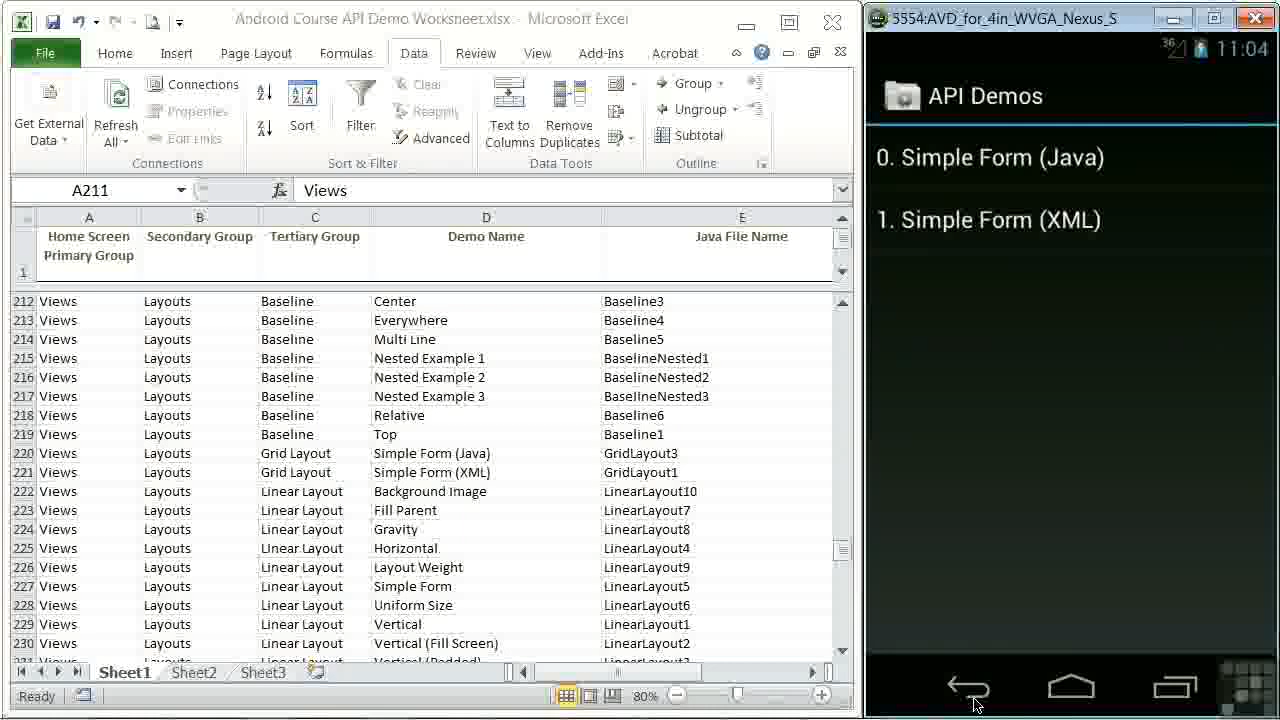 Android Course API Demo Worksheet.xlsx - Microsoft Excel
File Home Insert Page Layout Formulas Data Review View Add-Ins Acrobat
Get External Data
Refresh All
Connections
Properties
Edit Links
Connections
Sort
Filter
Clear
Reapply
Advanced
Sort & Filter
Text to Columns
Remove Duplicates
Data Tools
Group
Ungroup
Subtotal
Outline
A211 fx Views
A B C D E
1 Home Screen Primary Group Secondary Group Tertiary Group Demo Name Java File Name
212 Views Layouts Baseline Center Baseline3
213 Views Layouts Baseline Everywhere Baseline4
214 Views Layouts Baseline Multi Line Baseline5
215 Views Layouts Baseline Nested Example 1 BaselineNested1
216 Views Layouts Baseline Nested Example 2 BaselineNested2
217 Views Layouts Baseline Nested Example 3 BaselineNested3
218 Views Layouts Baseline Relative Baseline6
219 Views Layouts Baseline Top Baseline1
220 Views Layouts Grid Layout Simple Form (Java) GridLayout3
221 Views Layouts Grid Layout Simple Form (XML) GridLayout1
222 Views Layouts Linear Layout Background Image LinearLayout10
223 Views Layouts Linear Layout Fill Parent LinearLayout7
224 Views Layouts Linear Layout Gravity LinearLayout8
225 Views Layouts Linear Layout Horizontal LinearLayout4
226 Views Layouts Linear Layout Layout Weight LinearLayout9
227 Views Layouts Linear Layout Simple Form LinearLayout5
228 Views Layouts Linear Layout Uniform Size LinearLayout6
229 Views Layouts Linear Layout Vertical LinearLayout1
230 Views Layouts Linear Layout Vertical (Fill Screen) LinearLayout2
Sheet1 Sheet2 Sheet3
Ready 80%
5554:AVD_for_4in_WVGA_Nexus_S
36 11:04
API Demos
0. Simple Form (Java)
1. Simple Form (XML)